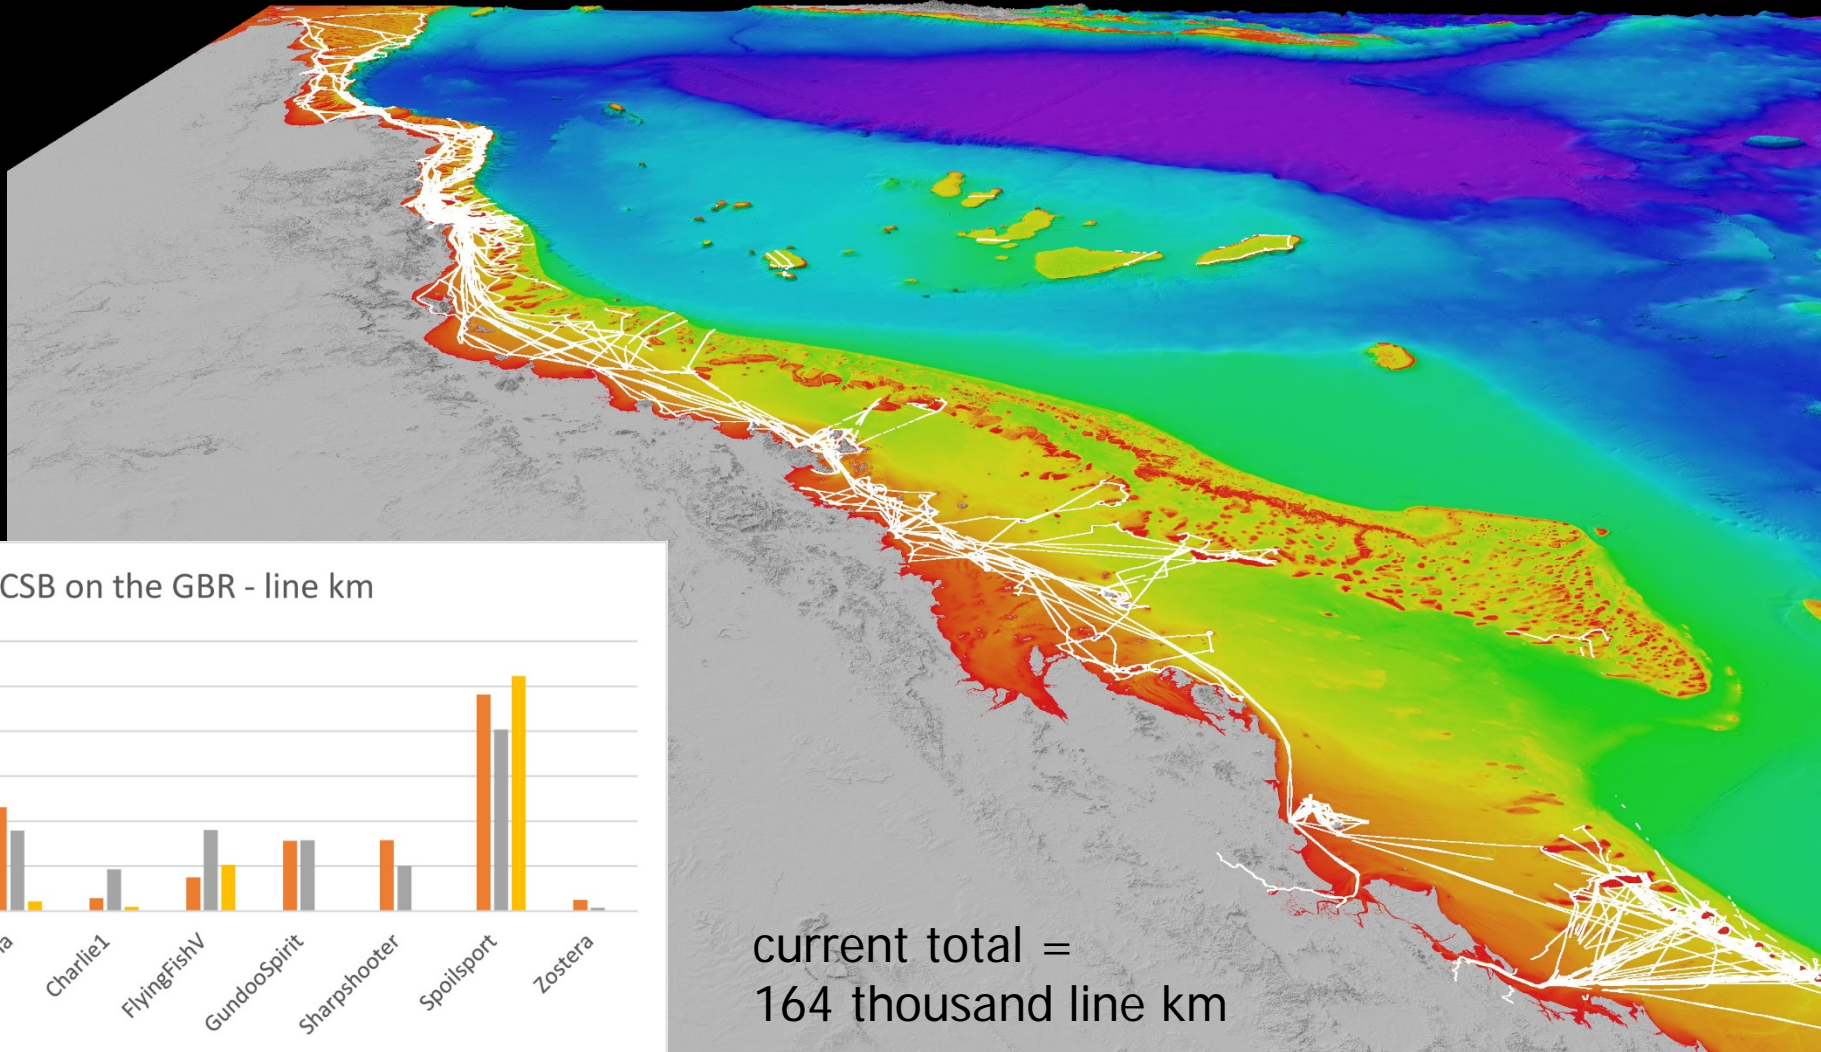 CSB on the GBR - line km
Charlie1
FlyingFishV
GundooSpirit
Sharpshooter
Spoilsport
Zostera
current total =
164 thousand line km